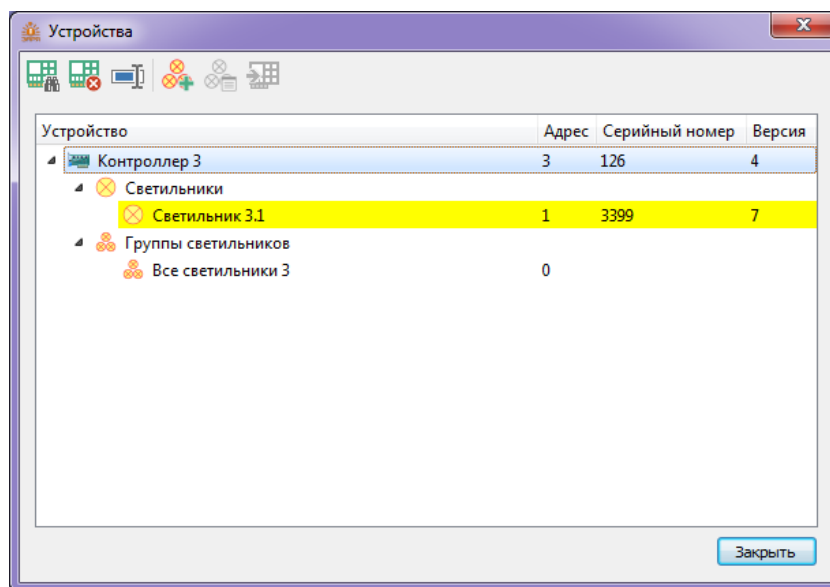 Устройства
Устройство Адрес Серийный номер Версия
Контроллер 3 3 126 4
Светильники
Светильник 3.1 1 3399 7
Группы светильников
Все светильники 3 0
Закрыть